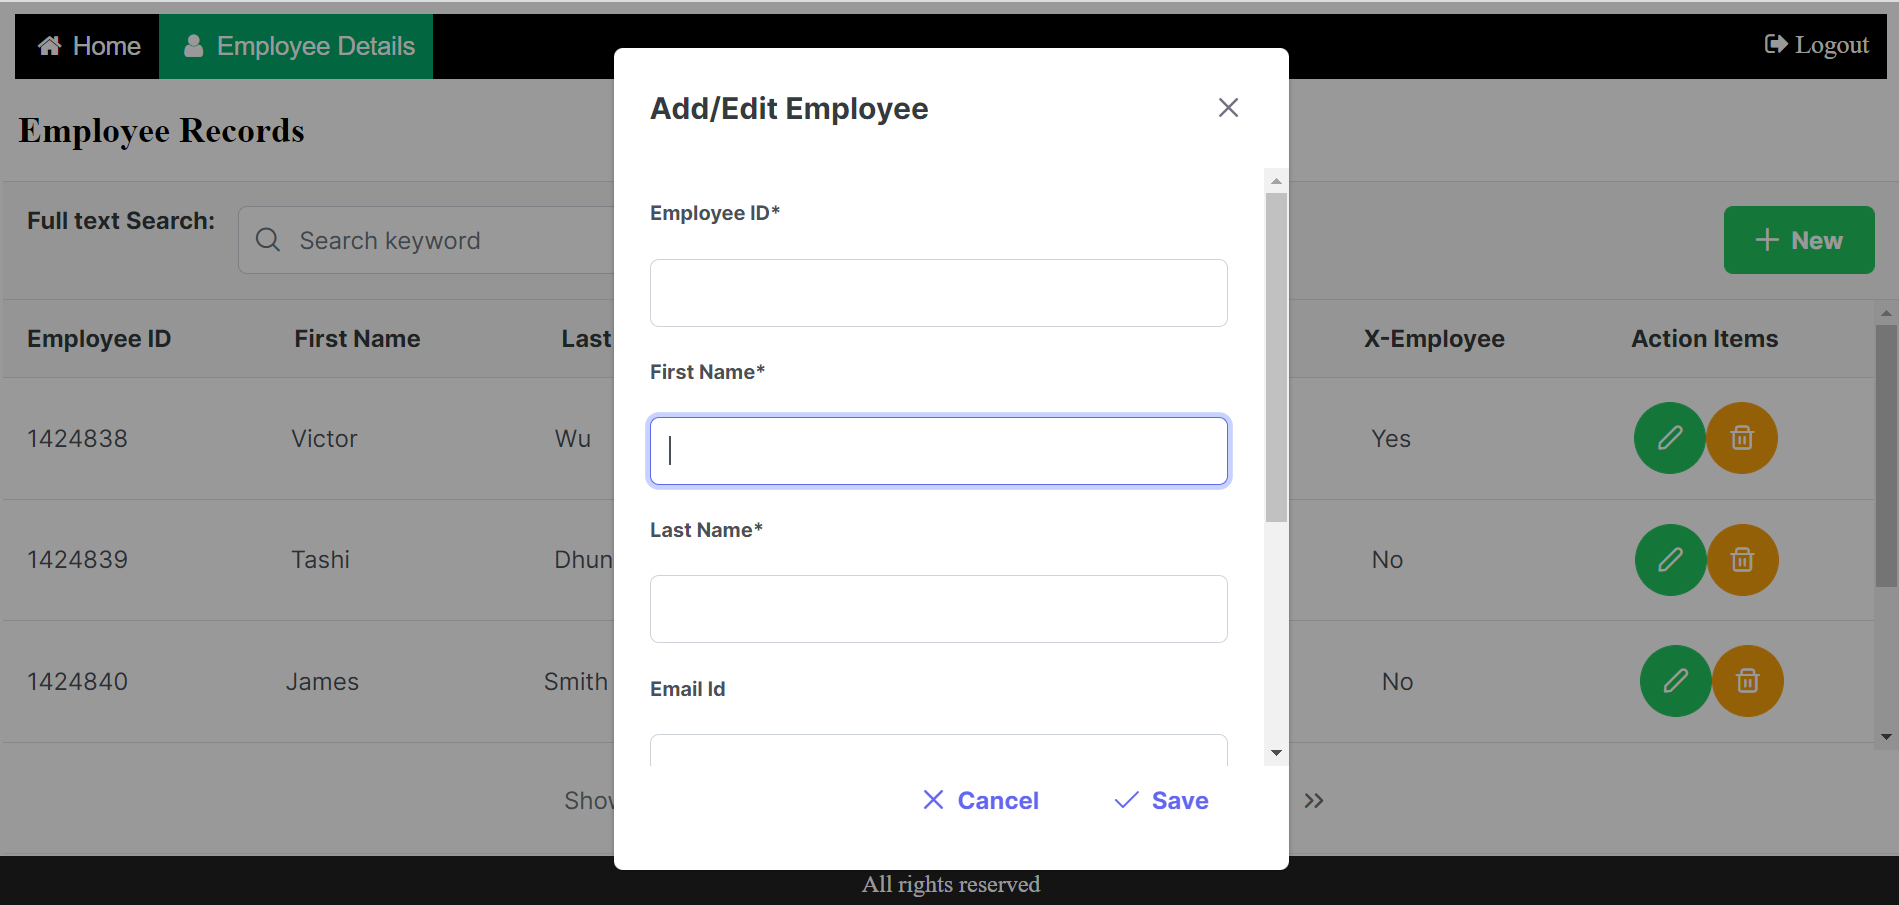 Home Employee Details Logout
Employee Records
Full text Search: Search keyword New
Employee ID First Name Last X-Employee Action Items
1424838 Victor Wu Yes
1424839 Tashi Dhun No
1424840 James Smith No
Show
Add/Edit Employee
Employee ID*
First Name*
Last Name*
Email Id
Cancel Save
All rights reserved